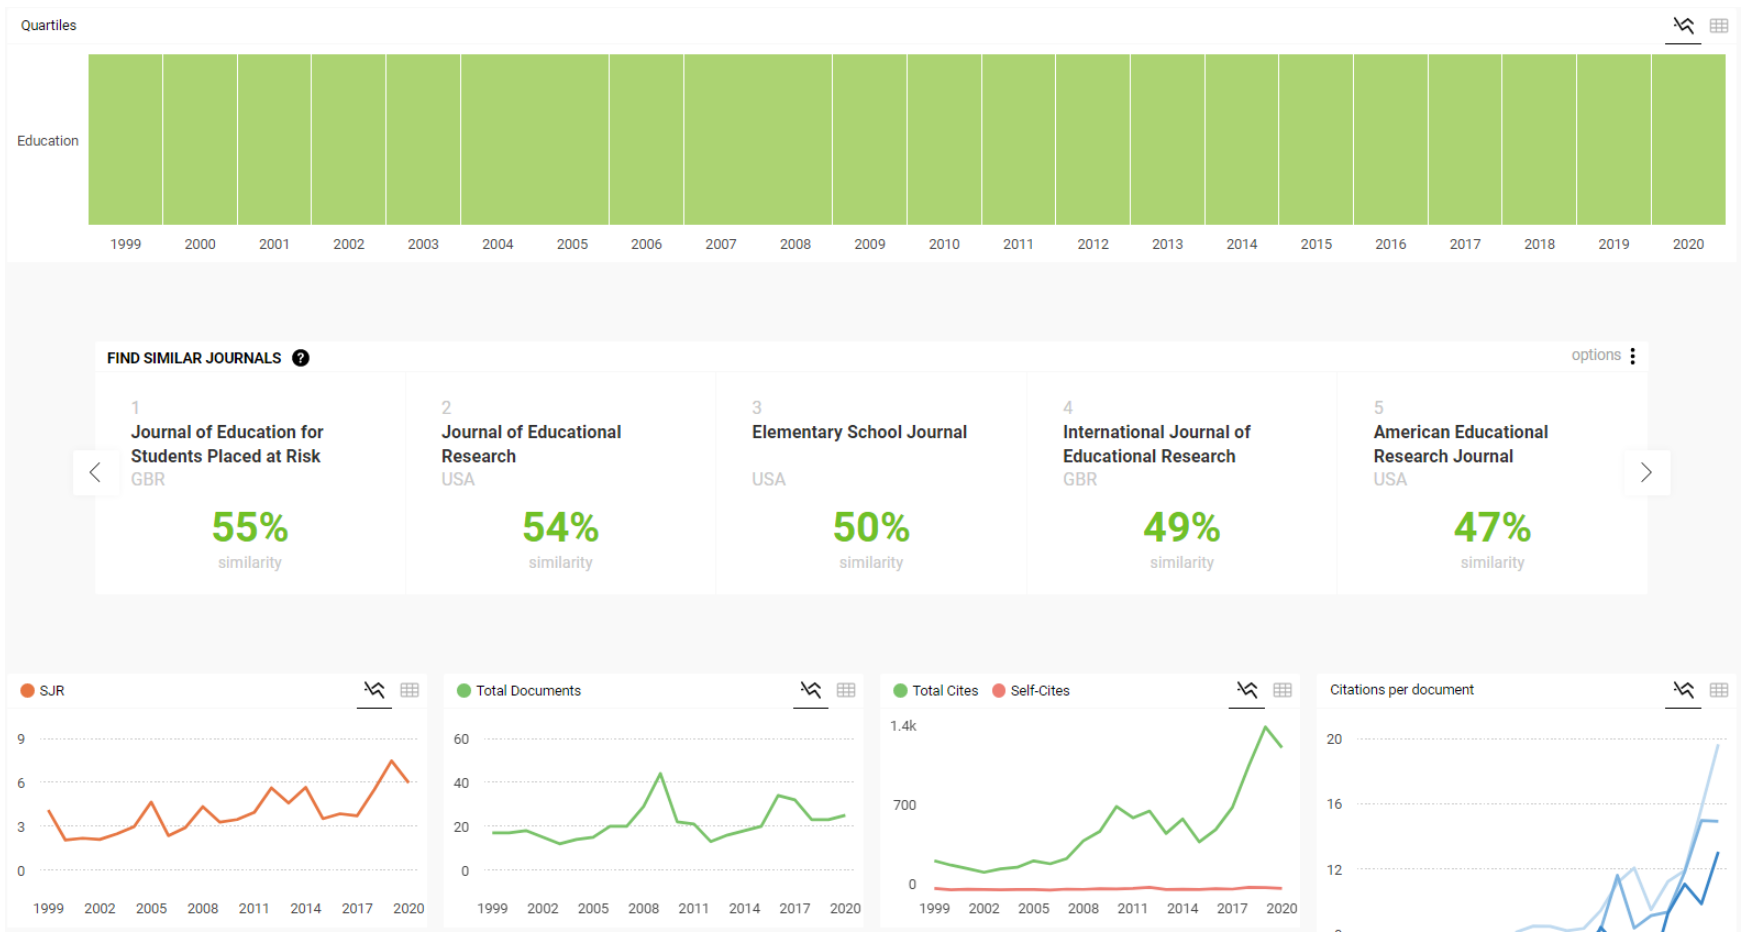 Quartiles
Education
1999 2000 2001 2002 2003 2004 2005 2006 2007 2008 2009 2010 2011 2012 2013 2014 2015 2016 2017 2018 2019 2020
FIND SIMILAR JOURNALS ?
options
1
Journal of Education for
Students Placed at Risk
GBR
55%
similarity
2
Journal of Educational
Research
USA
54%
similarity
3
Elementary School Journal
USA
50%
similarity
4
International Journal of
Educational Research
GBR
49%
similarity
5
American Educational
Research Journal
USA
47%
similarity
SJR
9
6
3
0
1999 2002 2005 2008 2011 2014 2017 2020
Total Documents
60
40
20
0
1999 2002 2005 2008 2011 2014 2017 2020
Total Cites Self-Cites
1.4k
700
0
1999 2002 2005 2008 2011 2014 2017 2020
Citations per document
20
16
12